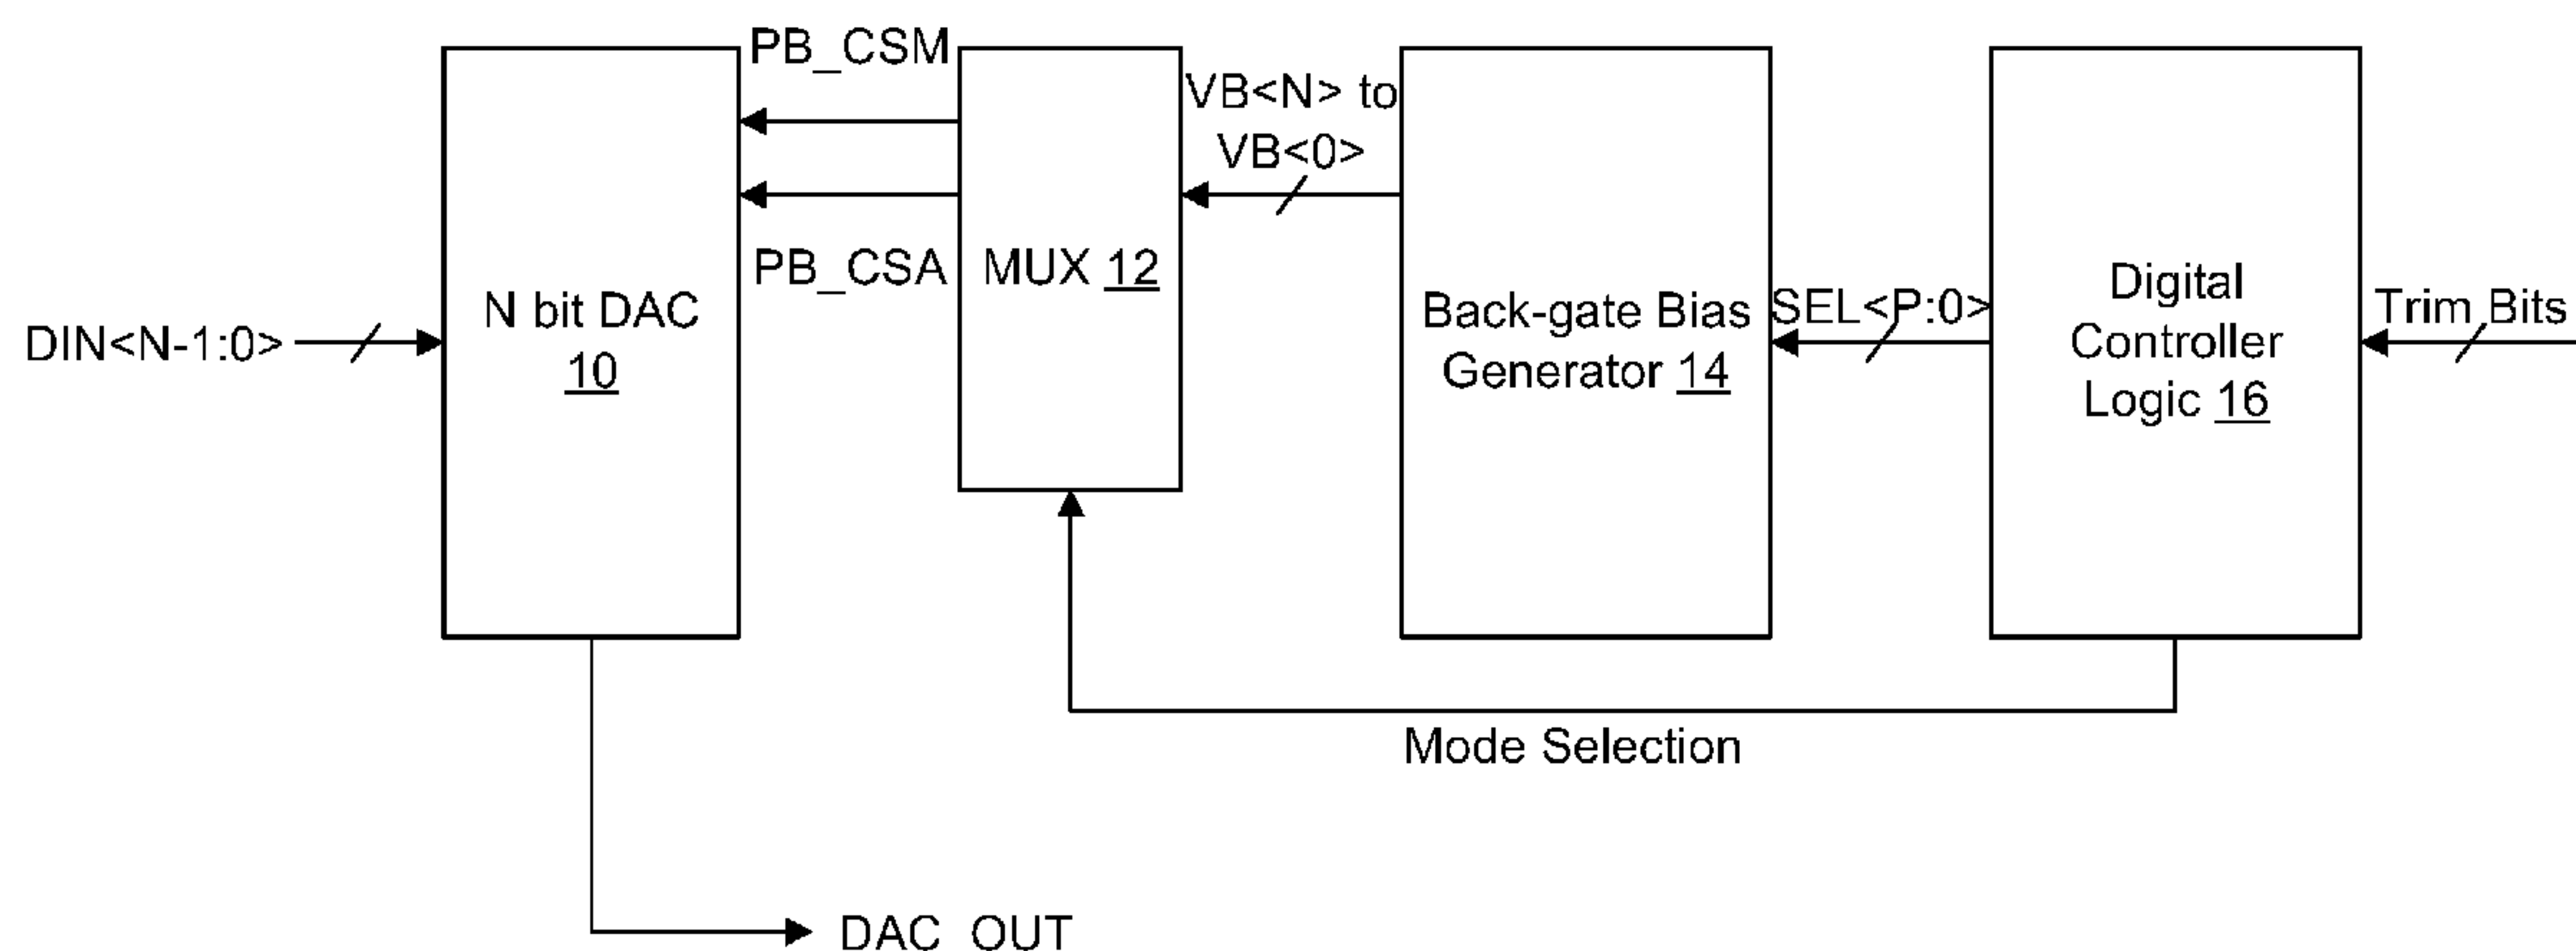 PB_CSM
VB<N> to
VB<0>
DIN<N-1:0>
N bit DAC
10
PB_CSA
MUX 12
Back-gate Bias
Generator 14
SEL<P:0>
Digital
Controller
Logic 16
Trim Bits
Mode Selection
DAC_OUT